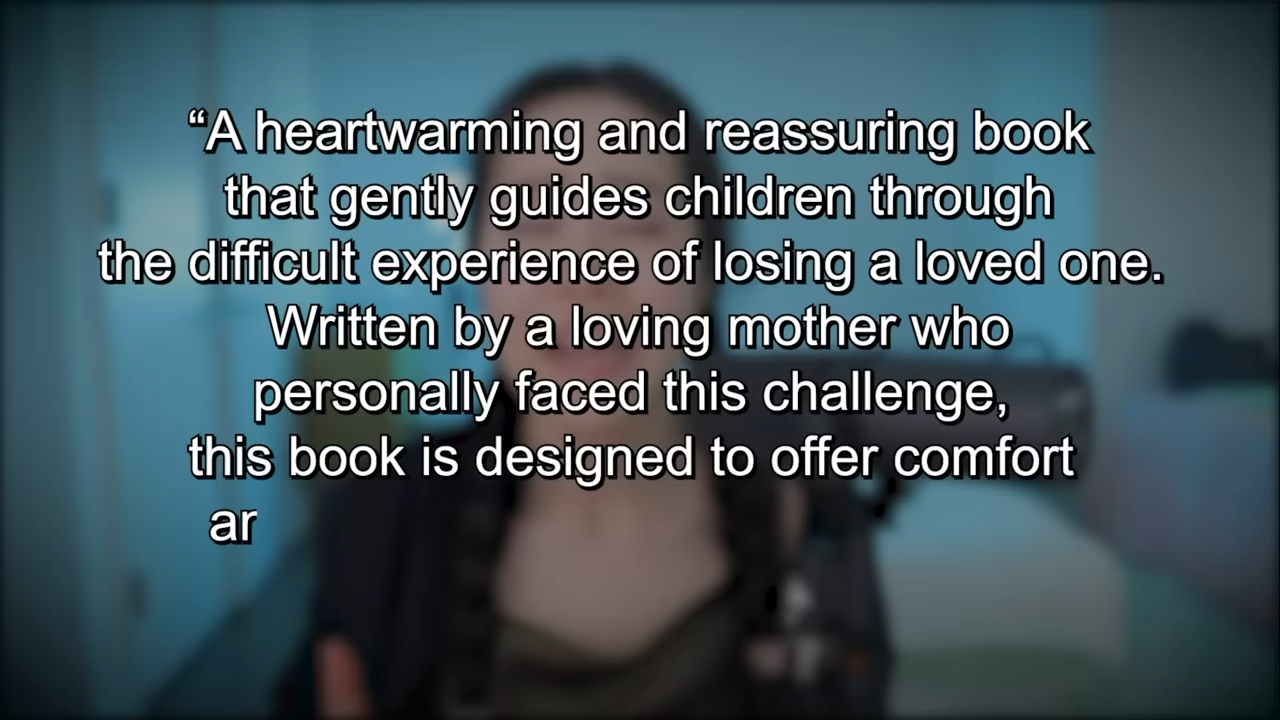 “A heartwarming and reassuring book
that gently guides children through
the difficult experience of losing a loved one.
Written by a loving mother who
personally faced this challenge,
this book is designed to offer comfort
ar